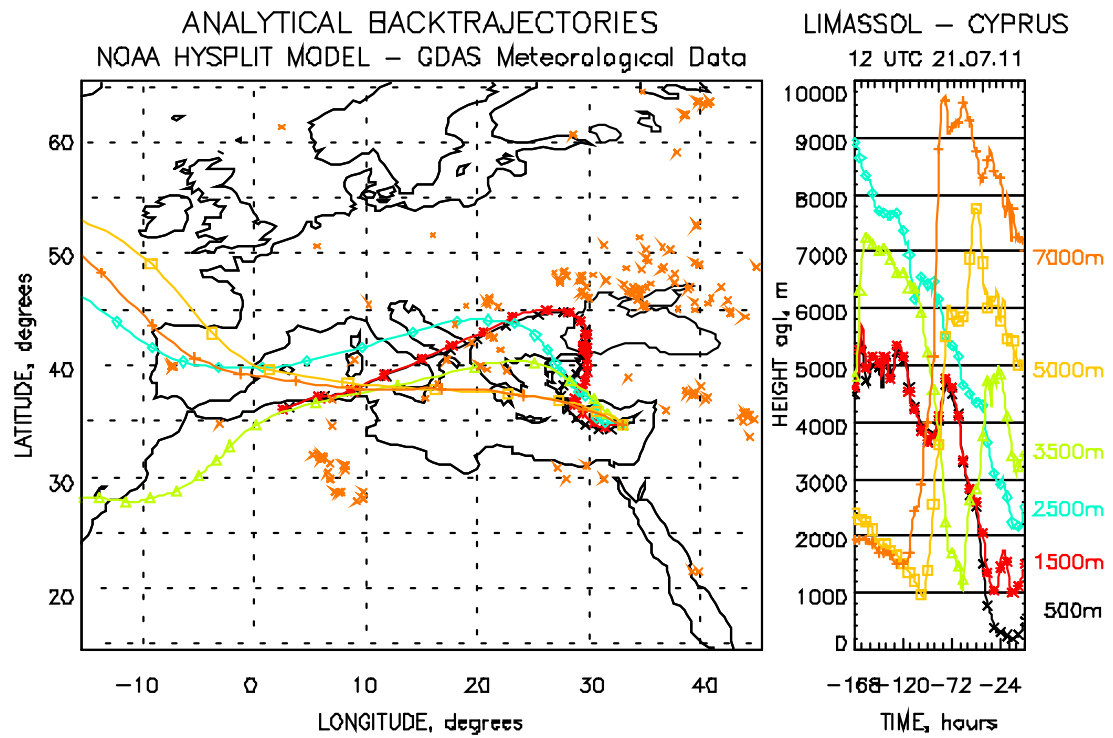 ANALYTICAL BACKTRAJECTORIES
NOAA HYSPLIT MODEL – GDAS Meteorological Data
LIMASSOL – CYPRUS
12 UTC 21.07.11
LATITUDE, degrees
60
50
40
30
20
-10
0
10
20
30
40
LONGITUDE, degrees
HEIGHT agl, m
10000
9000
8000
7000
6000
5000
4000
3000
2000
1000
0
7000m
5000m
3500m
2500m
1500m
500m
-168
-120
-72
-24
TIME, hours